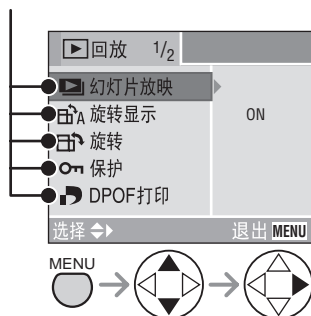 回放 1/2
幻灯片放映
旋转显示 ON
旋转
保护
DPOF打印
选择 退出 MENU
MENU